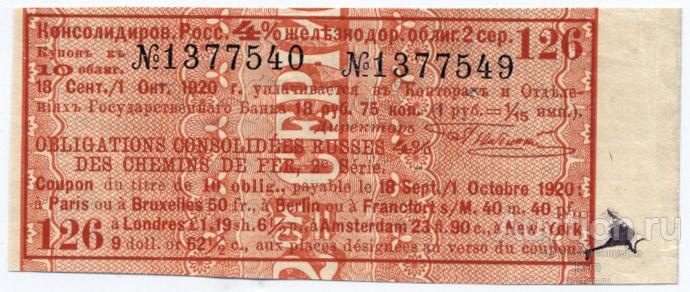 Консолидиров. Росс. 4% желѣзнодор. облиг. 2 сер. 126
Купонъ къ
10 облиг. №1377540 №1377549
18 Сент./1 Окт. 1920 г. уплачивается въ Конторахъ и Отдѣле-
ніяхъ Государственнаго Банка 18 руб. 75 коп. (1 руб. = 1/15 имп.).
Директоръ
OBLIGATIONS CONSOLIDÉES RUSSES 4%
DES CHEMINS DE FER, 2e Série.
Coupon du titre de 10 oblig., payable le 18 Sept./1 Octobre 1920:
à Paris ou à Bruxelles 50 fr., à Berlin ou à Francfort s/M. 40 m. 40 pf.,
à Londres £1.19 sh. 6½ p., à Amsterdam 23 fl. 90 c., à New-York
126 9 doll. or 62½ c., aux places désignées au verso du coupon.